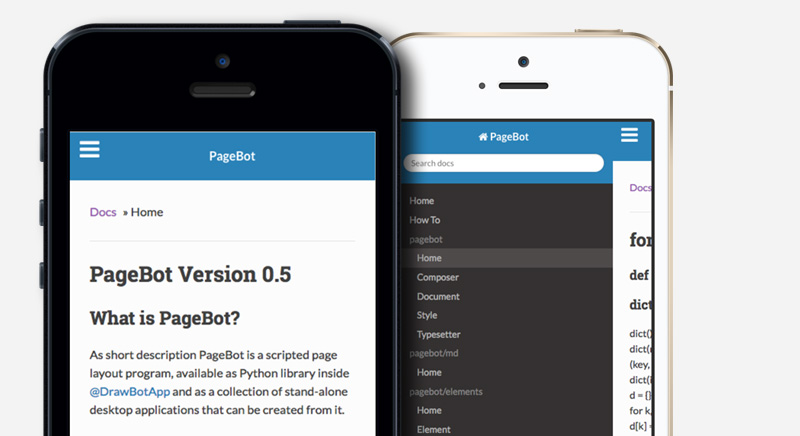 PageBot
Docs » Home
PageBot Version 0.5
What is PageBot?
As short description PageBot is a scripted page
layout program, available as Python library inside
@DrawBotApp and as a collection of stand-alone
desktop applications that can be created from it.
PageBot
Search docs
Home
How To
pagebot
Home
Composer
Document
Style
Typesetter
pagebot/md
Home
pagebot/elements
Home
Element
Docs
for
def
dict
dict()
dict(
(key,
dict(i
d = {}
for k,
d[k] =